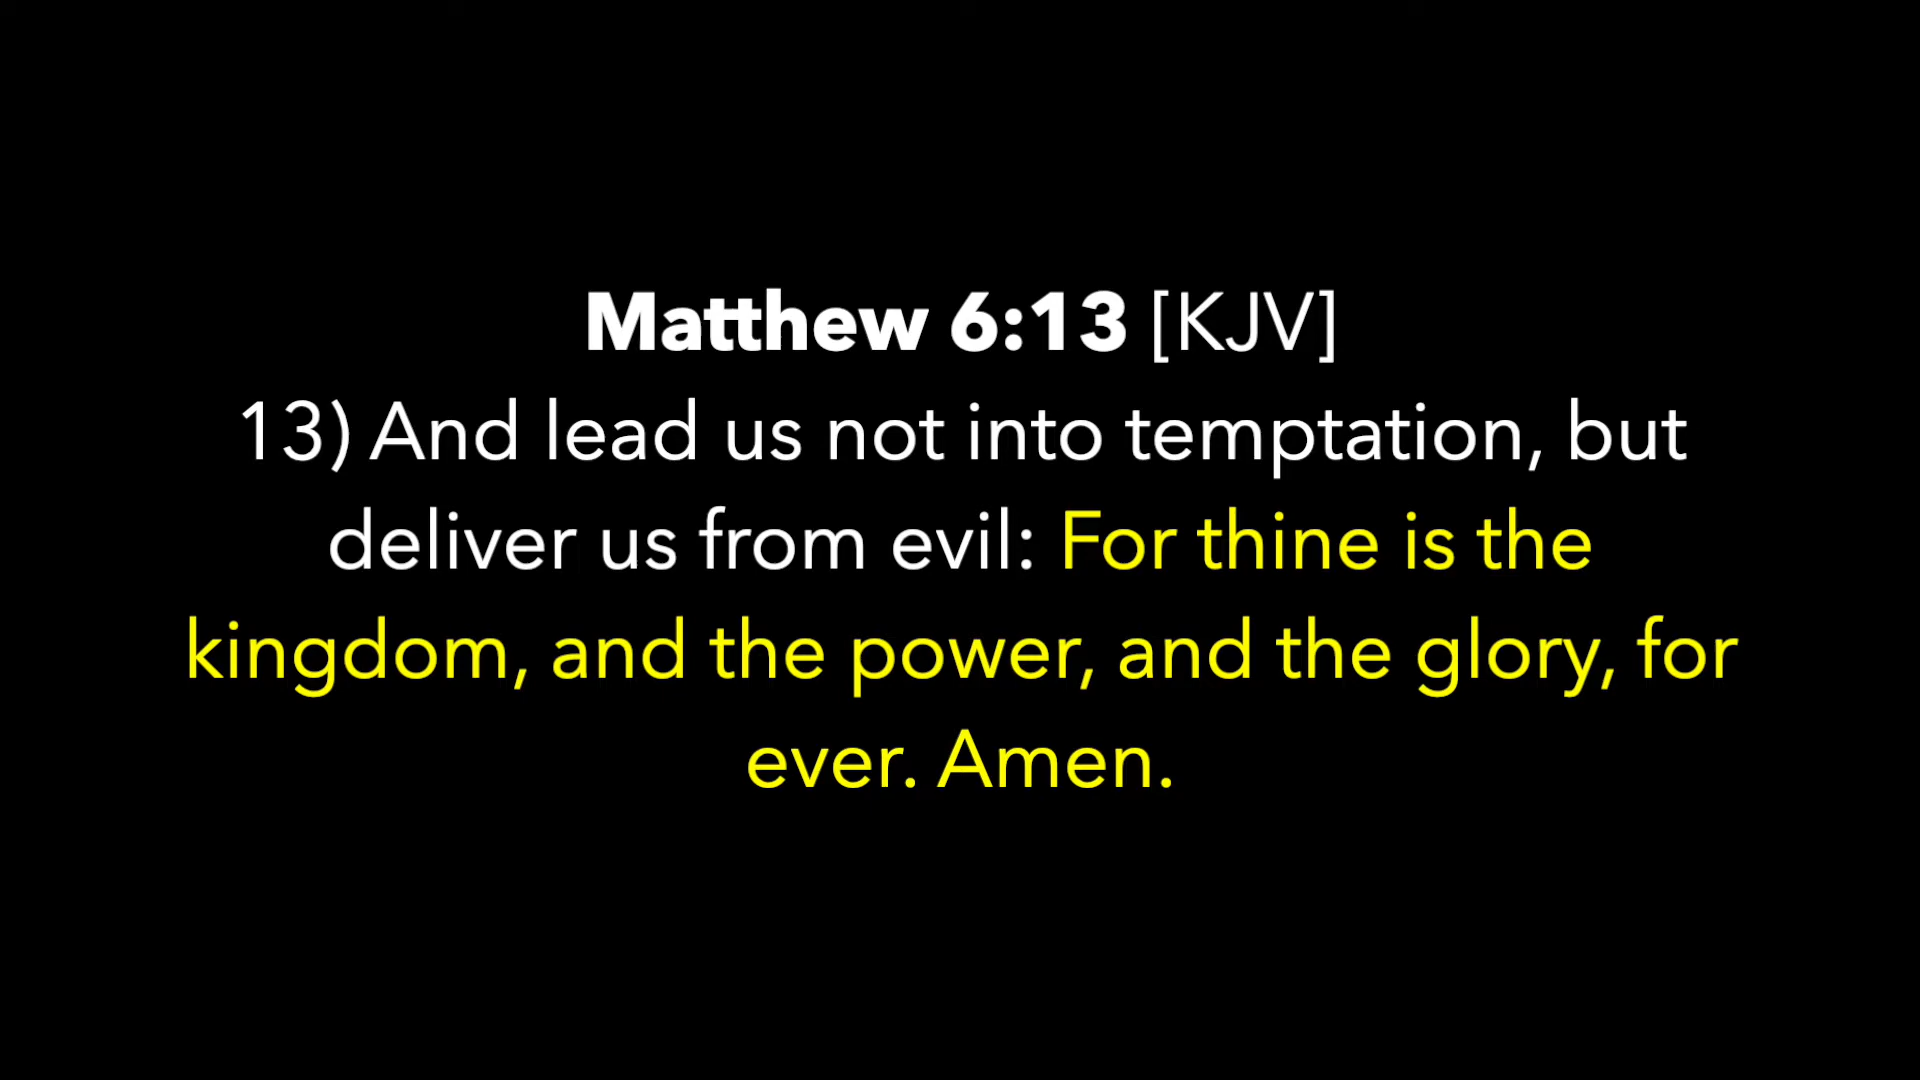 Matthew 6:13 [KJV]
13) And lead us not into temptation, but
deliver us from evil: For thine is the
kingdom, and the power, and the glory, for
ever. Amen.